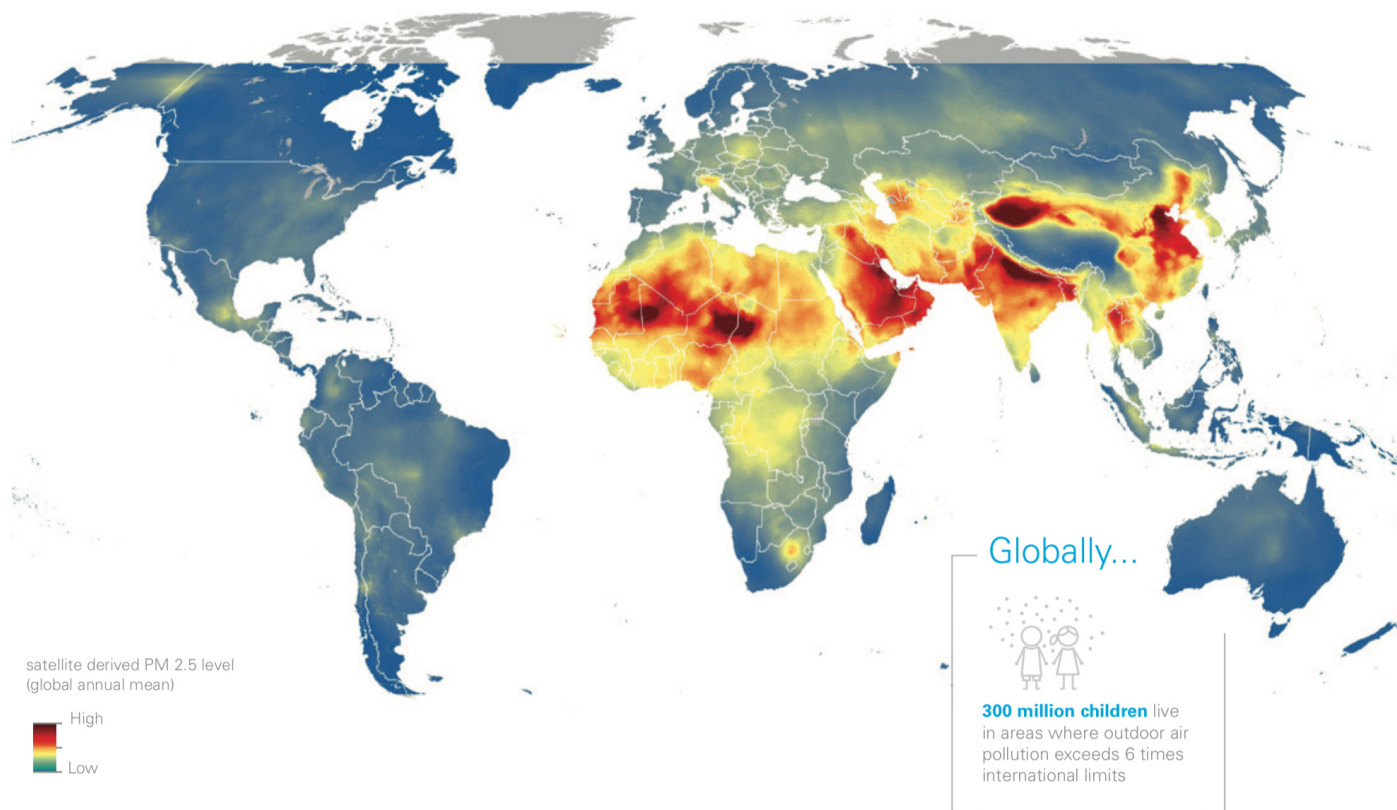 Globally...
300 million children live
in areas where outdoor air
pollution exceeds 6 times
international limits
satellite derived PM 2.5 level
(global annual mean)
High
Low